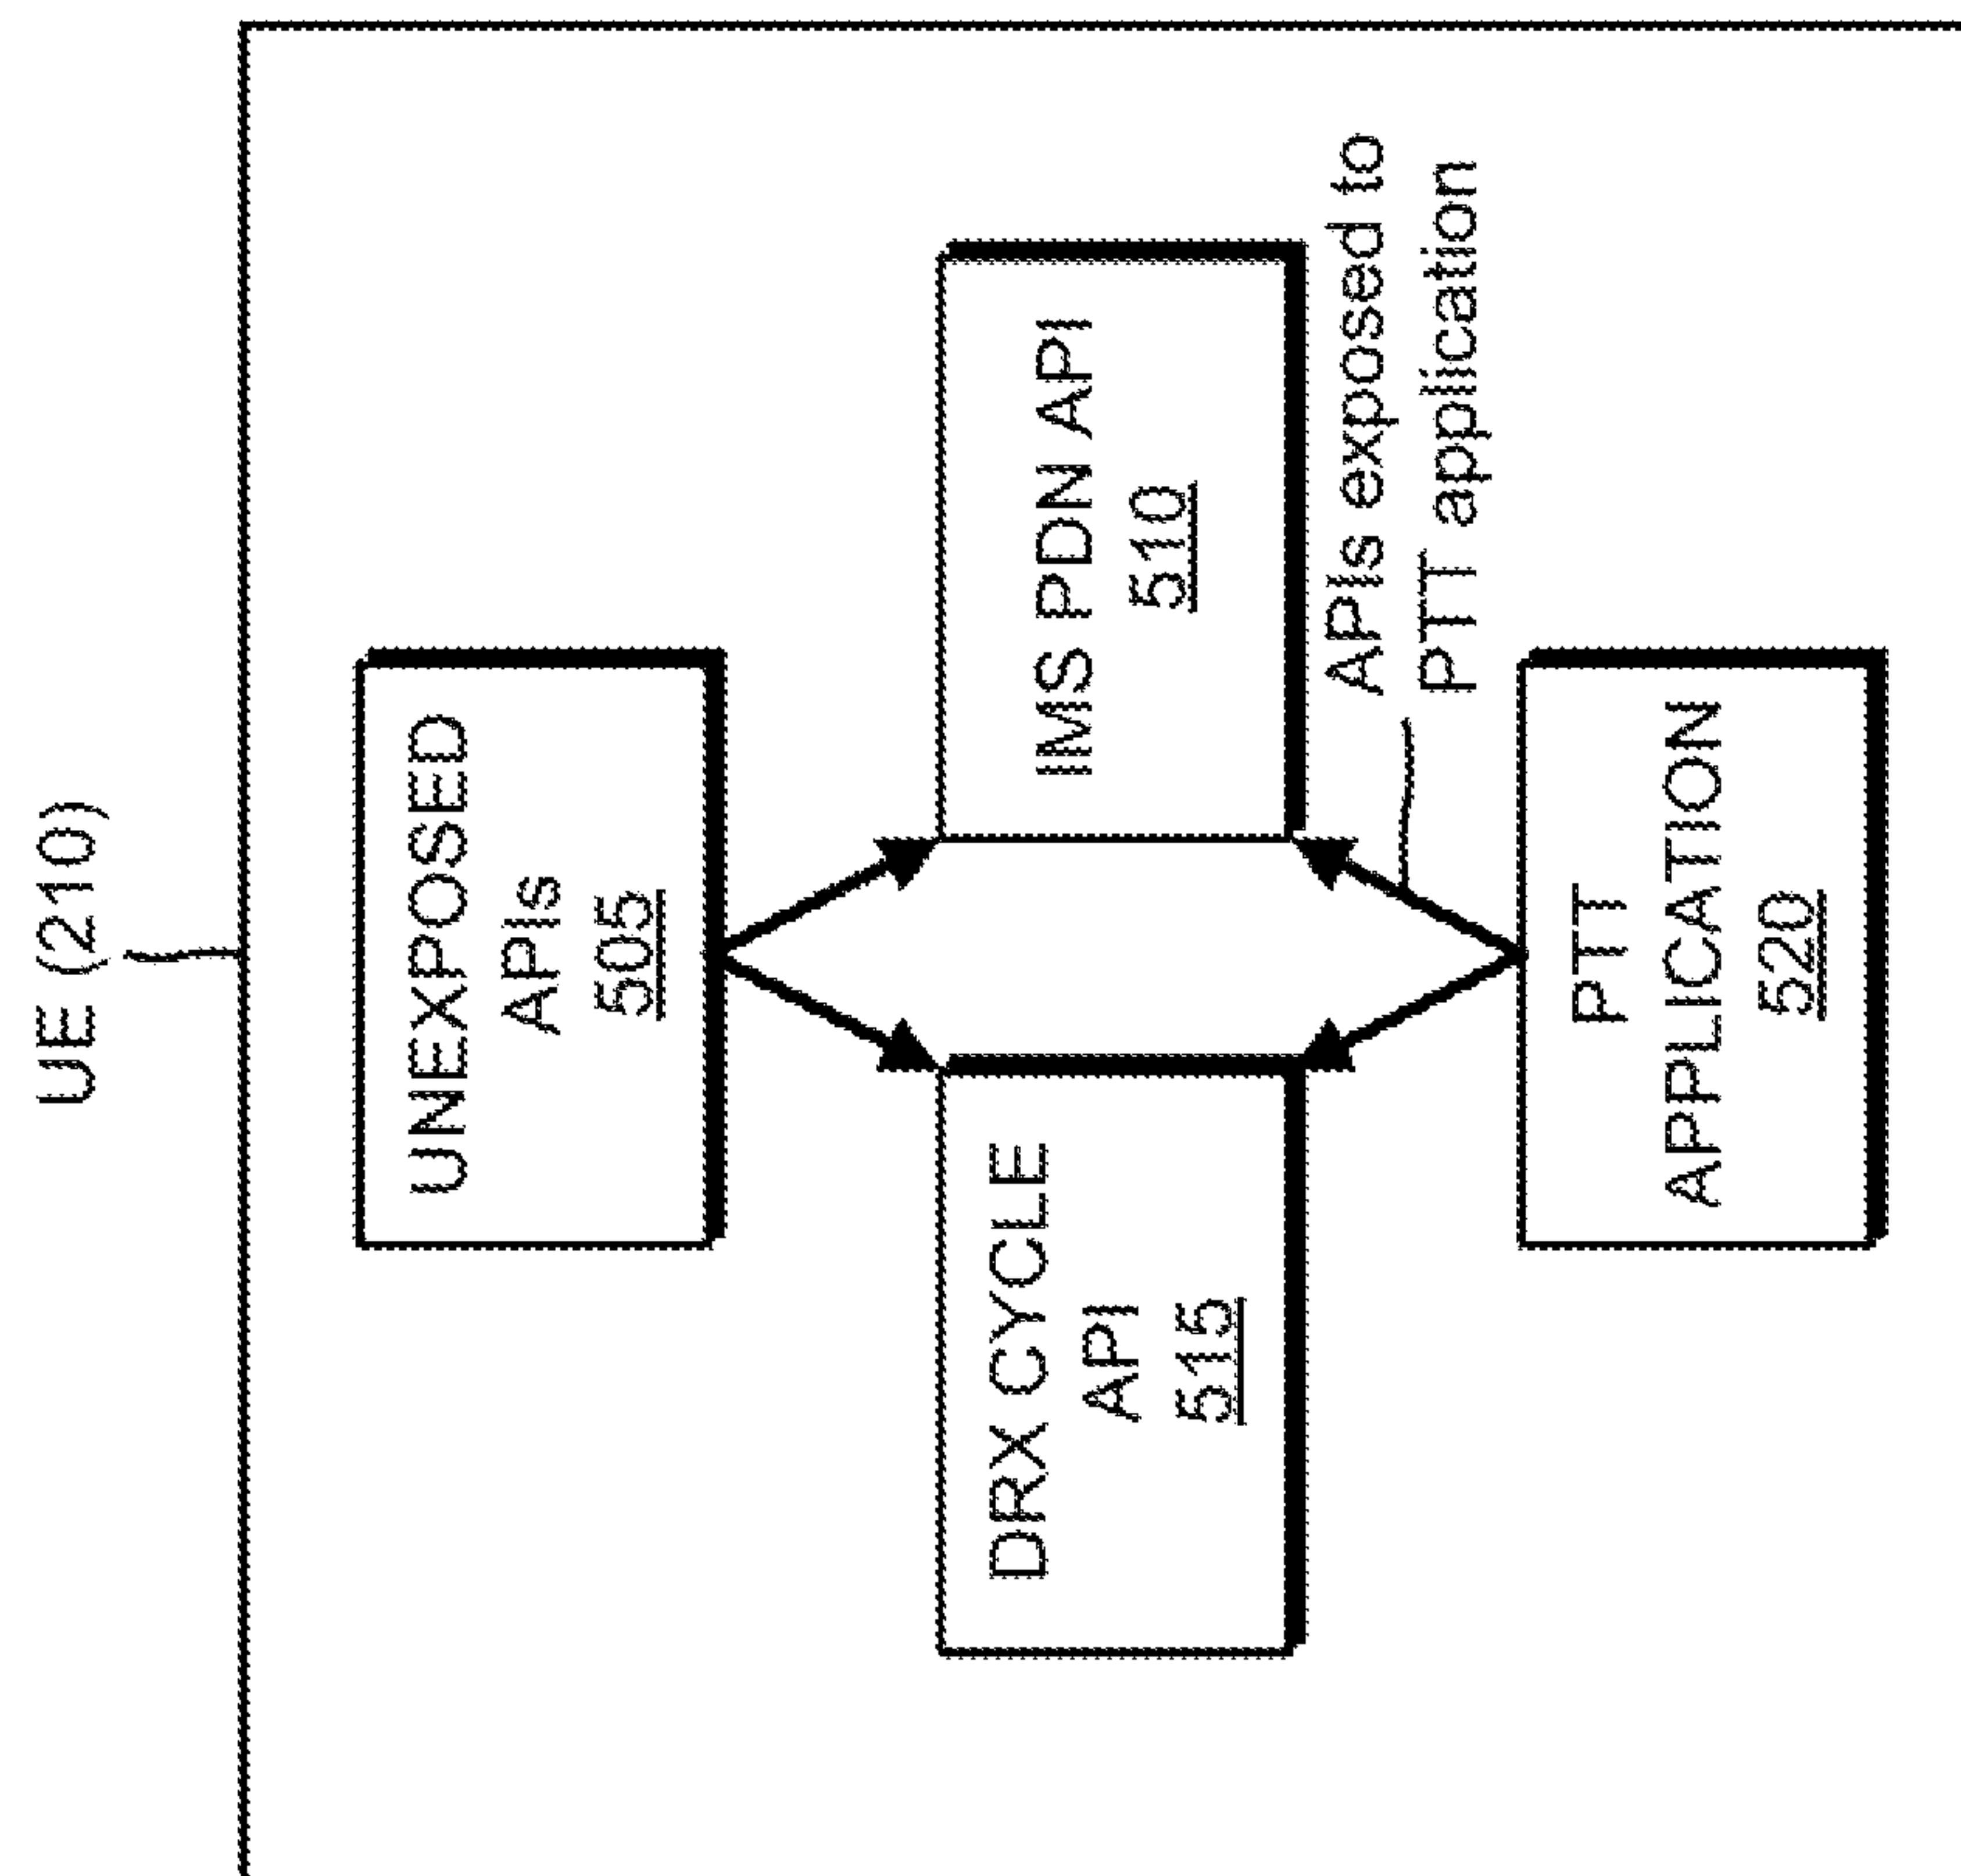 UE (210)
UNEXPOSED
APIs
505
IMS PDN API
510
DRX CYCLE
API
515
APIs exposed to
PTT application
PTT
APPLICATION
520